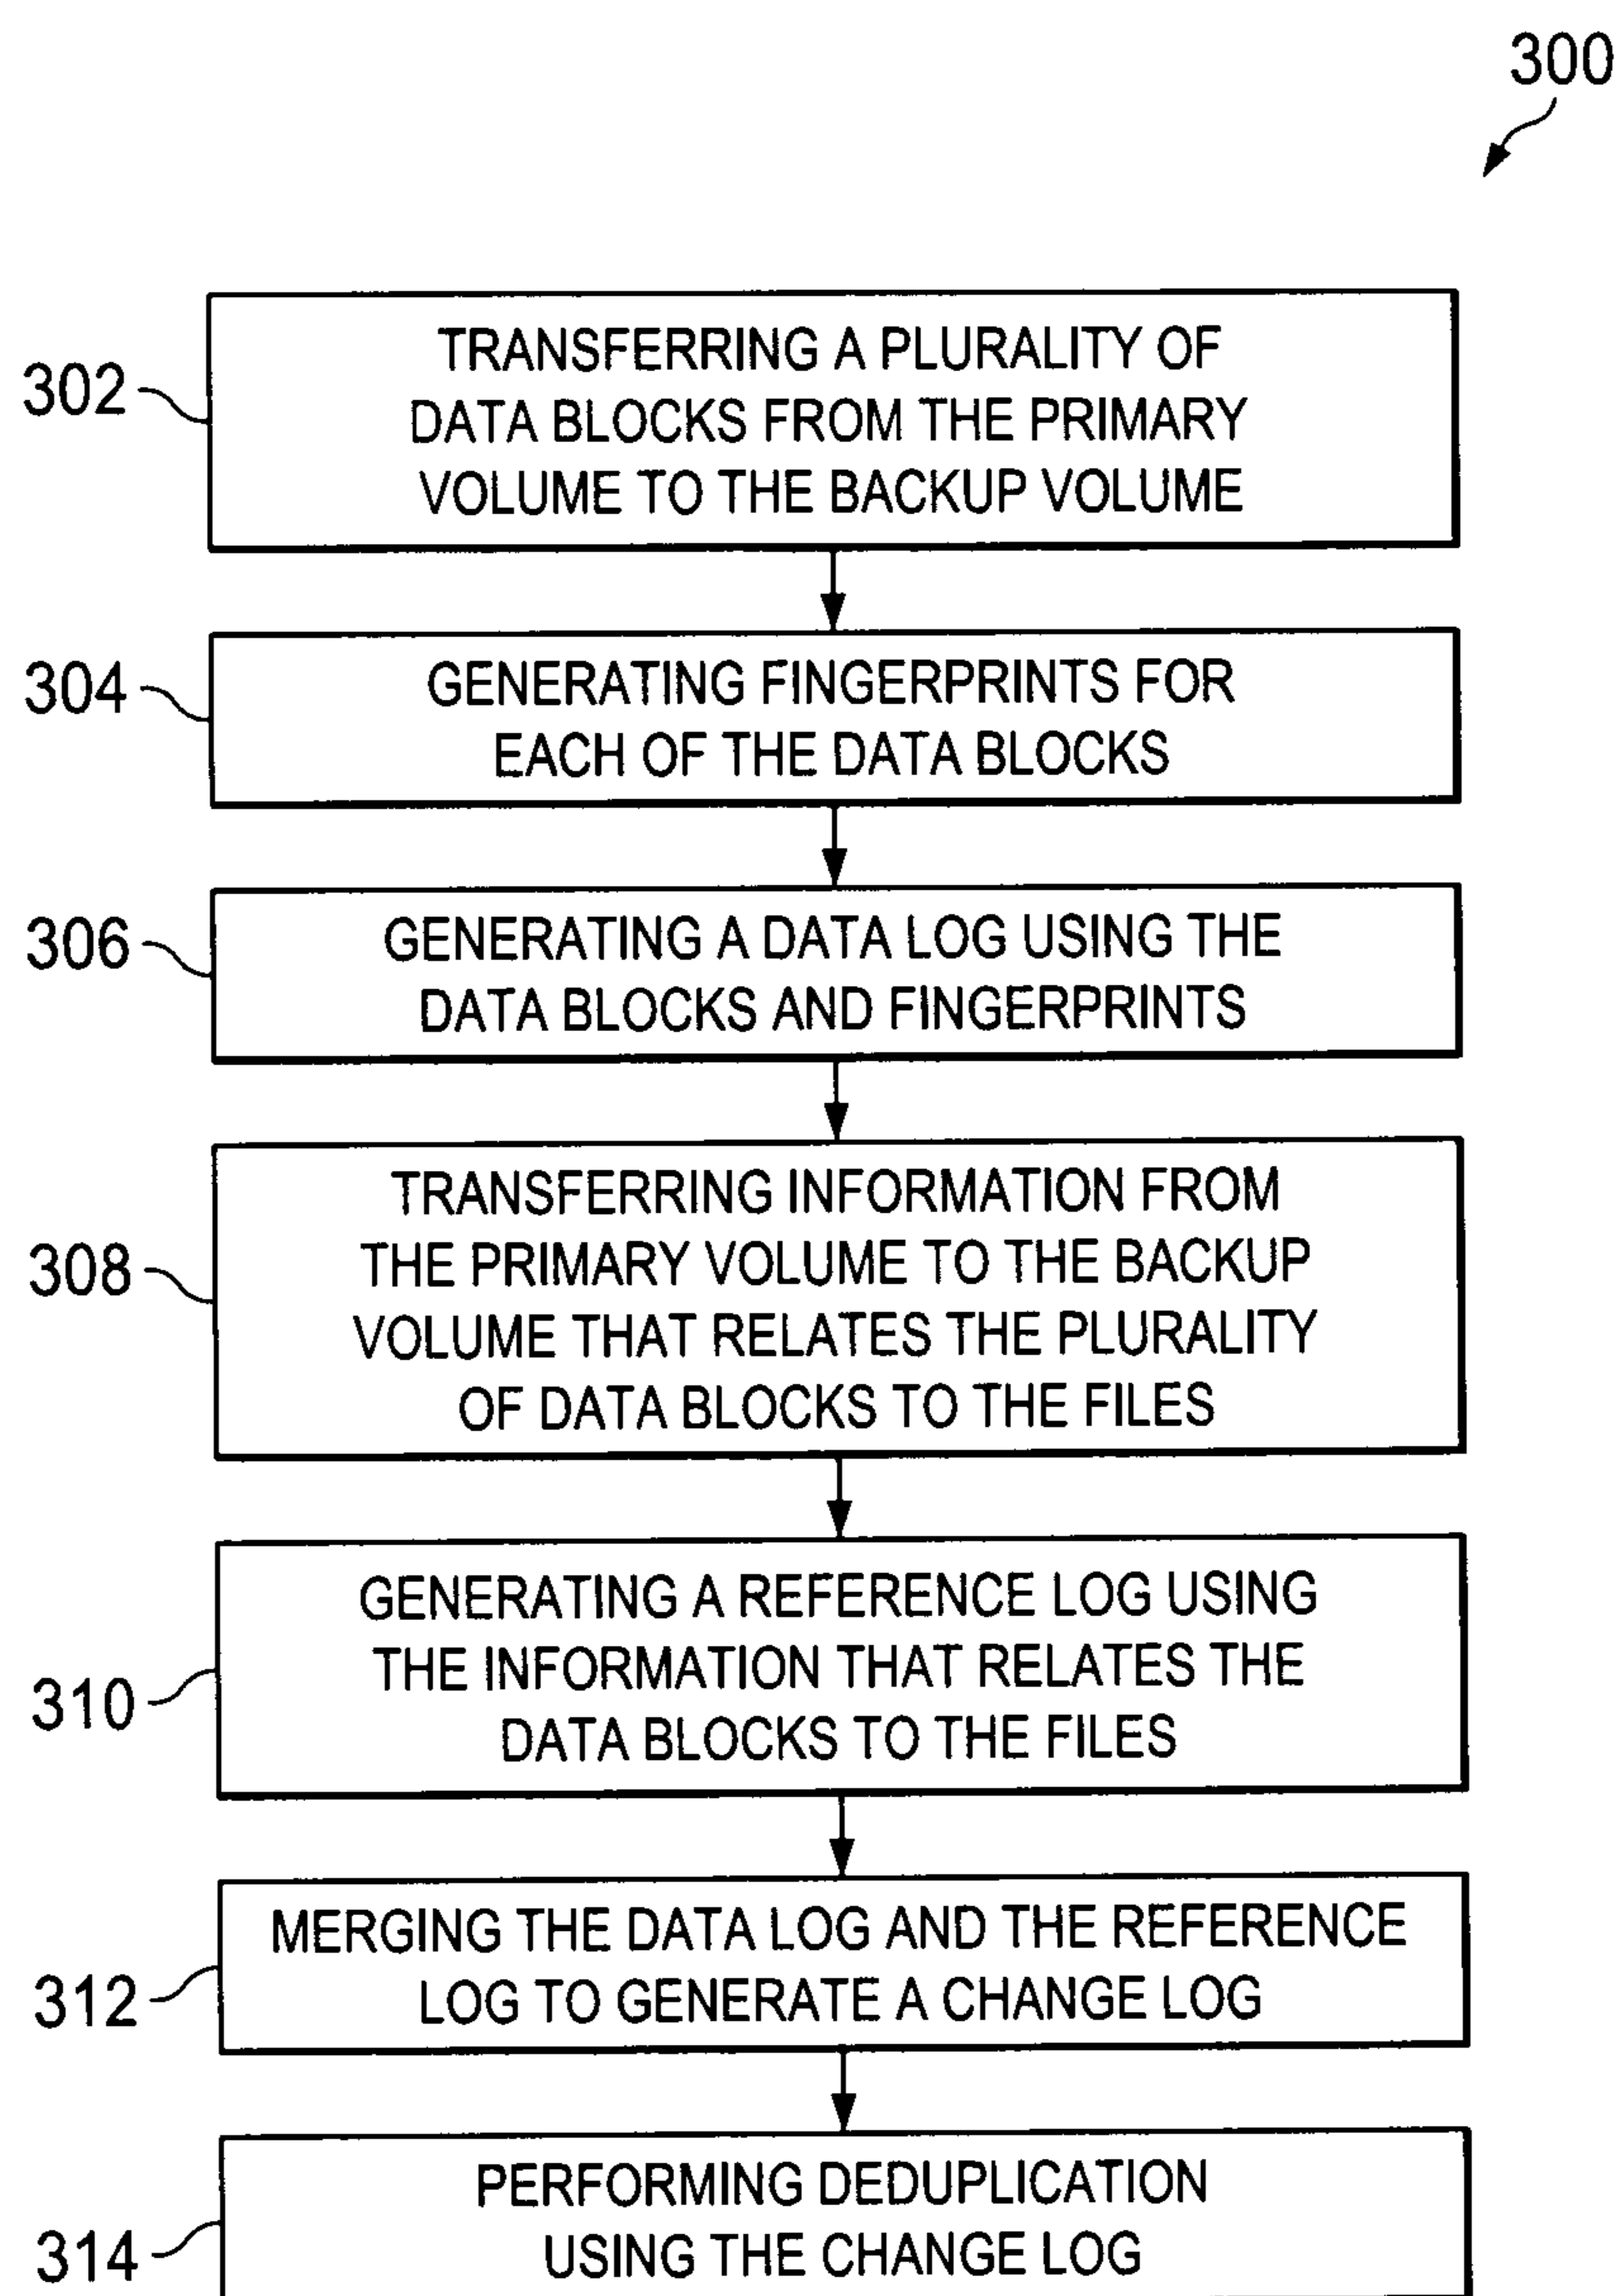 300
302
TRANSFERRING A PLURALITY OF
DATA BLOCKS FROM THE PRIMARY
VOLUME TO THE BACKUP VOLUME
304
GENERATING FINGERPRINTS FOR
EACH OF THE DATA BLOCKS
306
GENERATING A DATA LOG USING THE
DATA BLOCKS AND FINGERPRINTS
308
TRANSFERRING INFORMATION FROM
THE PRIMARY VOLUME TO THE BACKUP
VOLUME THAT RELATES THE PLURALITY
OF DATA BLOCKS TO THE FILES
310
GENERATING A REFERENCE LOG USING
THE INFORMATION THAT RELATES THE
DATA BLOCKS TO THE FILES
312
MERGING THE DATA LOG AND THE REFERENCE
LOG TO GENERATE A CHANGE LOG
314
PERFORMING DEDUPLICATION
USING THE CHANGE LOG